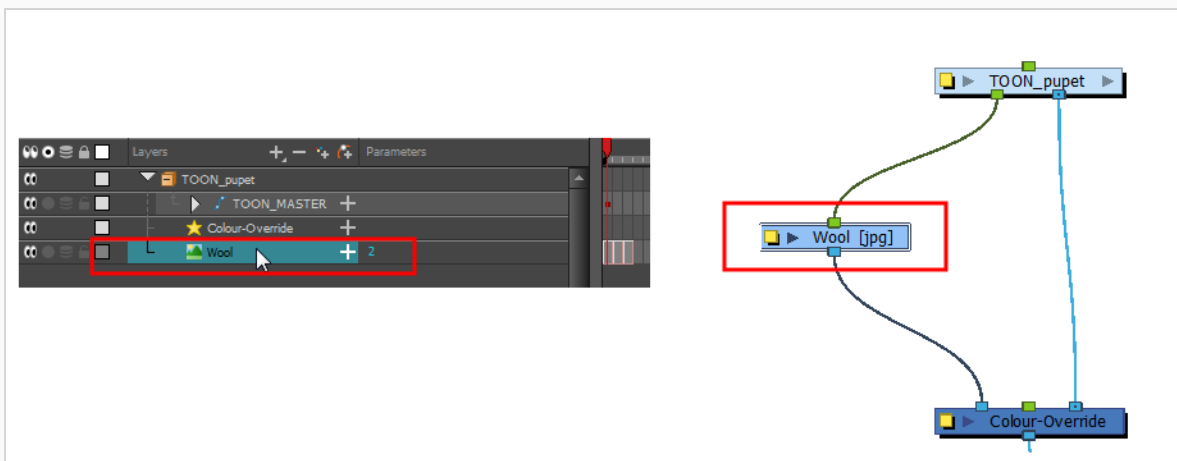 Layers Parameters
TOON_pupet
TOON_MASTER
Colour-Override
Wool 2
TOON_pupet
Wool [jpg]
Colour-Override